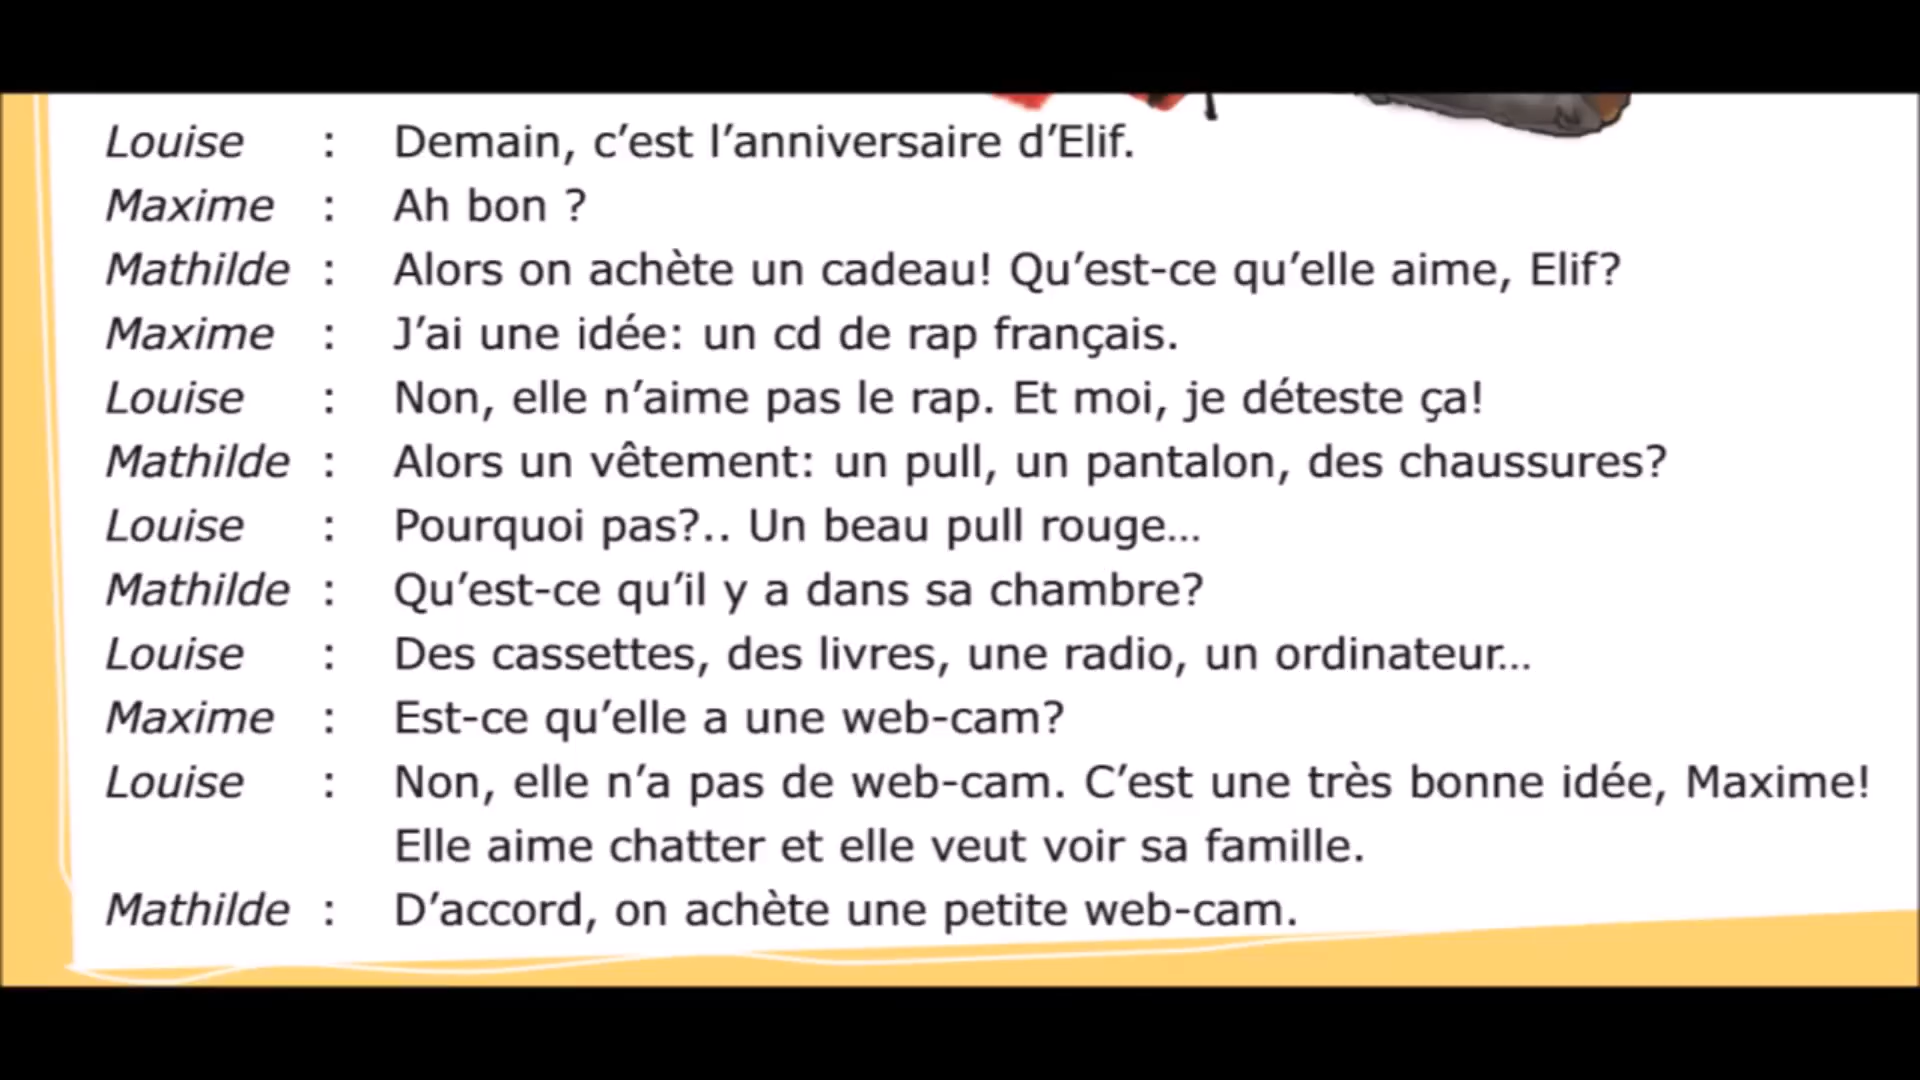 Louise : Demain, c’est l’anniversaire d’Elif.
Maxime : Ah bon ?
Mathilde : Alors on achète un cadeau! Qu’est-ce qu’elle aime, Elif?
Maxime : J’ai une idée: un cd de rap français.
Louise : Non, elle n’aime pas le rap. Et moi, je déteste ça!
Mathilde : Alors un vêtement: un pull, un pantalon, des chaussures?
Louise : Pourquoi pas?.. Un beau pull rouge…
Mathilde : Qu’est-ce qu’il y a dans sa chambre?
Louise : Des cassettes, des livres, une radio, un ordinateur…
Maxime : Est-ce qu’elle a une web-cam?
Louise : Non, elle n’a pas de web-cam. C’est une très bonne idée, Maxime!
Elle aime chatter et elle veut voir sa famille.
Mathilde : D’accord, on achète une petite web-cam.